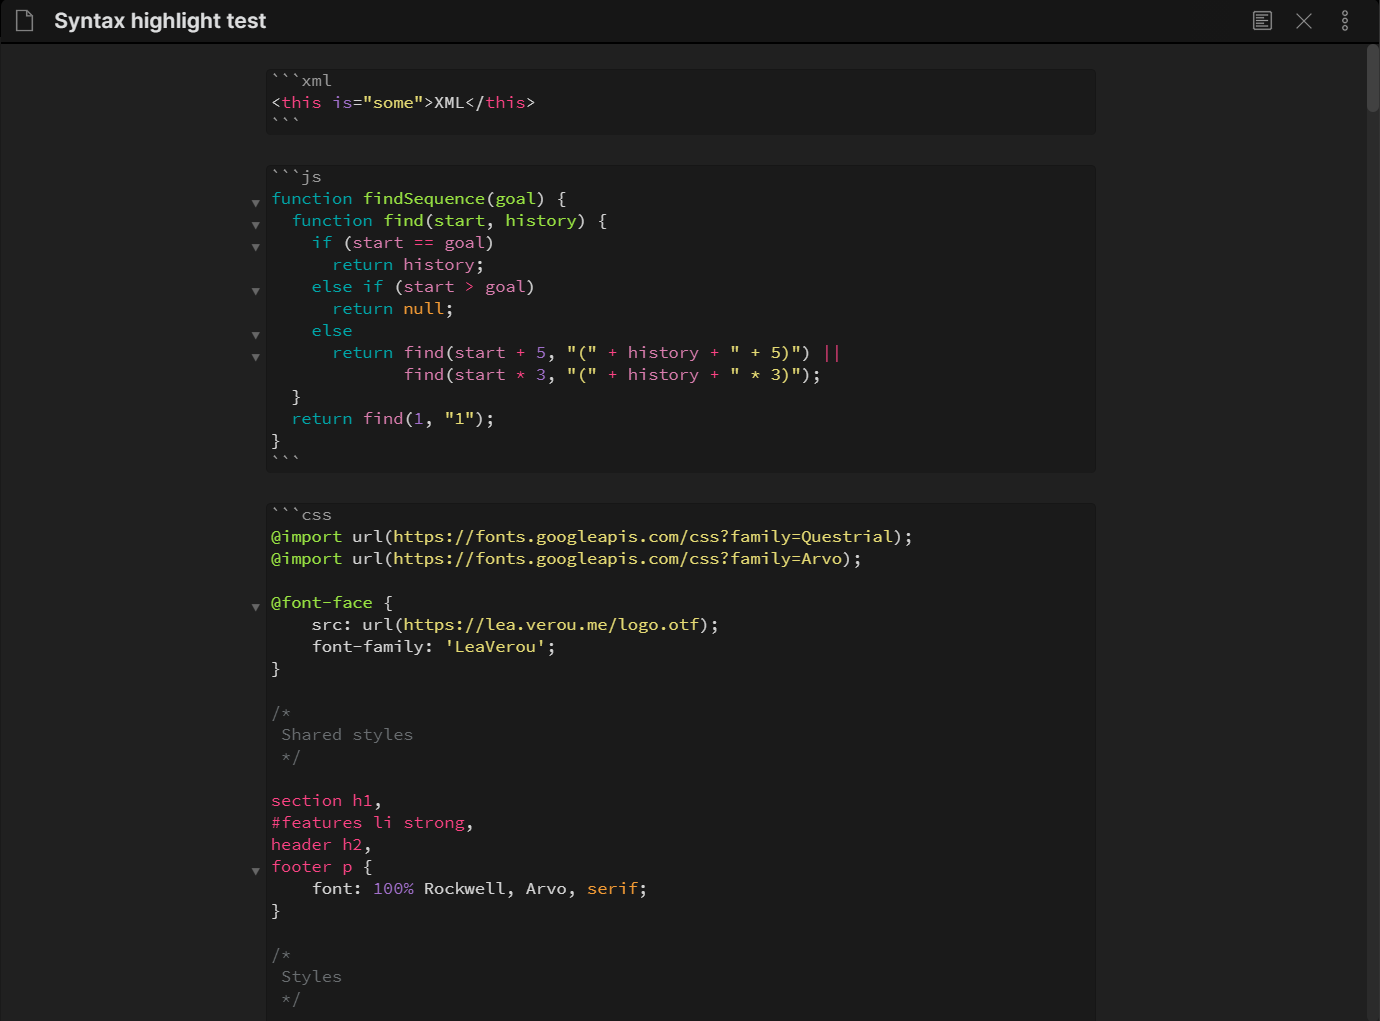 Syntax highlight test
```xml
<this is="some">XML</this>
```
```js
function findSequence(goal) {
  function find(start, history) {
    if (start == goal)
      return history;
    else if (start > goal)
      return null;
    else
      return find(start + 5, "(" + history + " + 5)") ||
             find(start * 3, "(" + history + " * 3)");
  }
  return find(1, "1");
}
```
```css
@import url(https://fonts.googleapis.com/css?family=Questrial);
@import url(https://fonts.googleapis.com/css?family=Arvo);

@font-face {
    src: url(https://lea.verou.me/logo.otf);
    font-family: 'LeaVerou';
}

/*
 Shared styles
 */

section h1,
#features li strong,
header h2,
footer p {
    font: 100% Rockwell, Arvo, serif;
}

/*
 Styles
 */